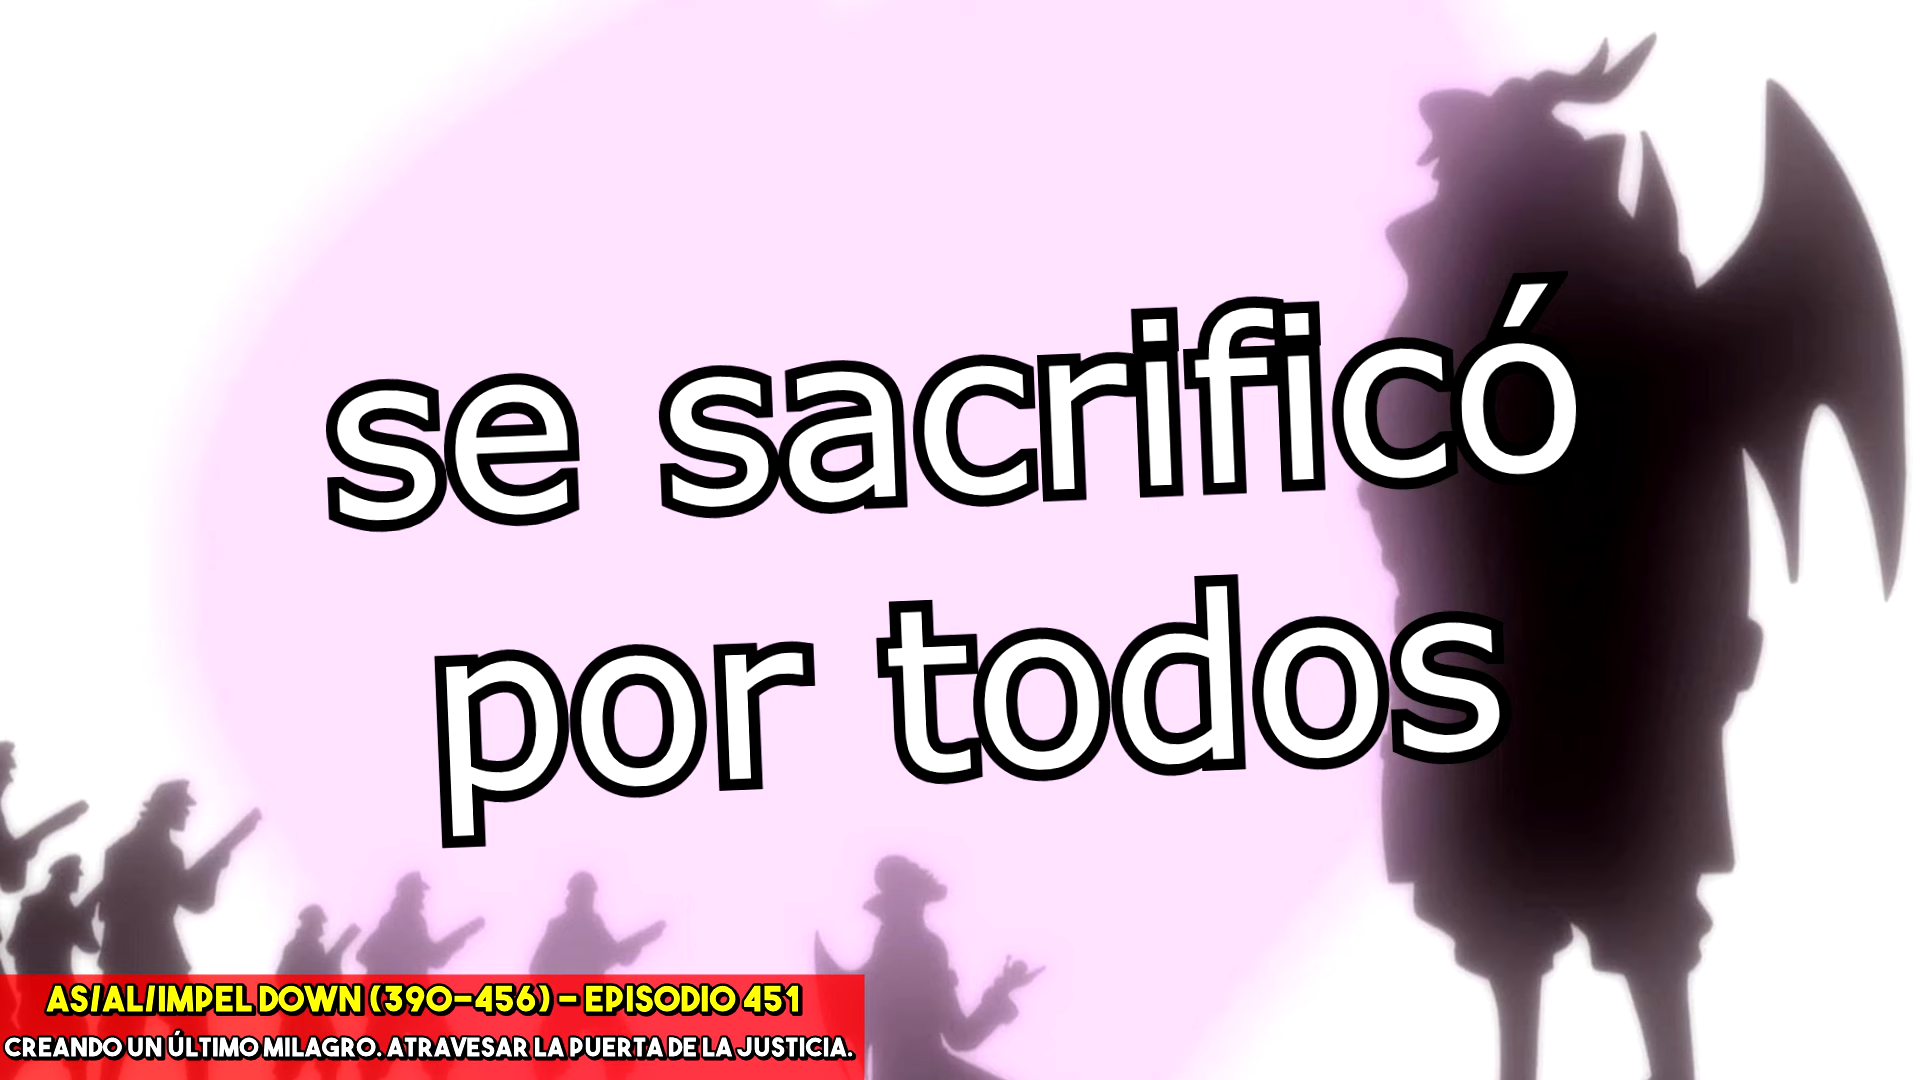 se sacrificó
por todos
AS/AL/IMPEL DOWN (390-456) - EPISODIO 451
CREANDO UN ÚLTIMO MILAGRO. ATRAVESAR LA PUERTA DE LA JUSTICIA.